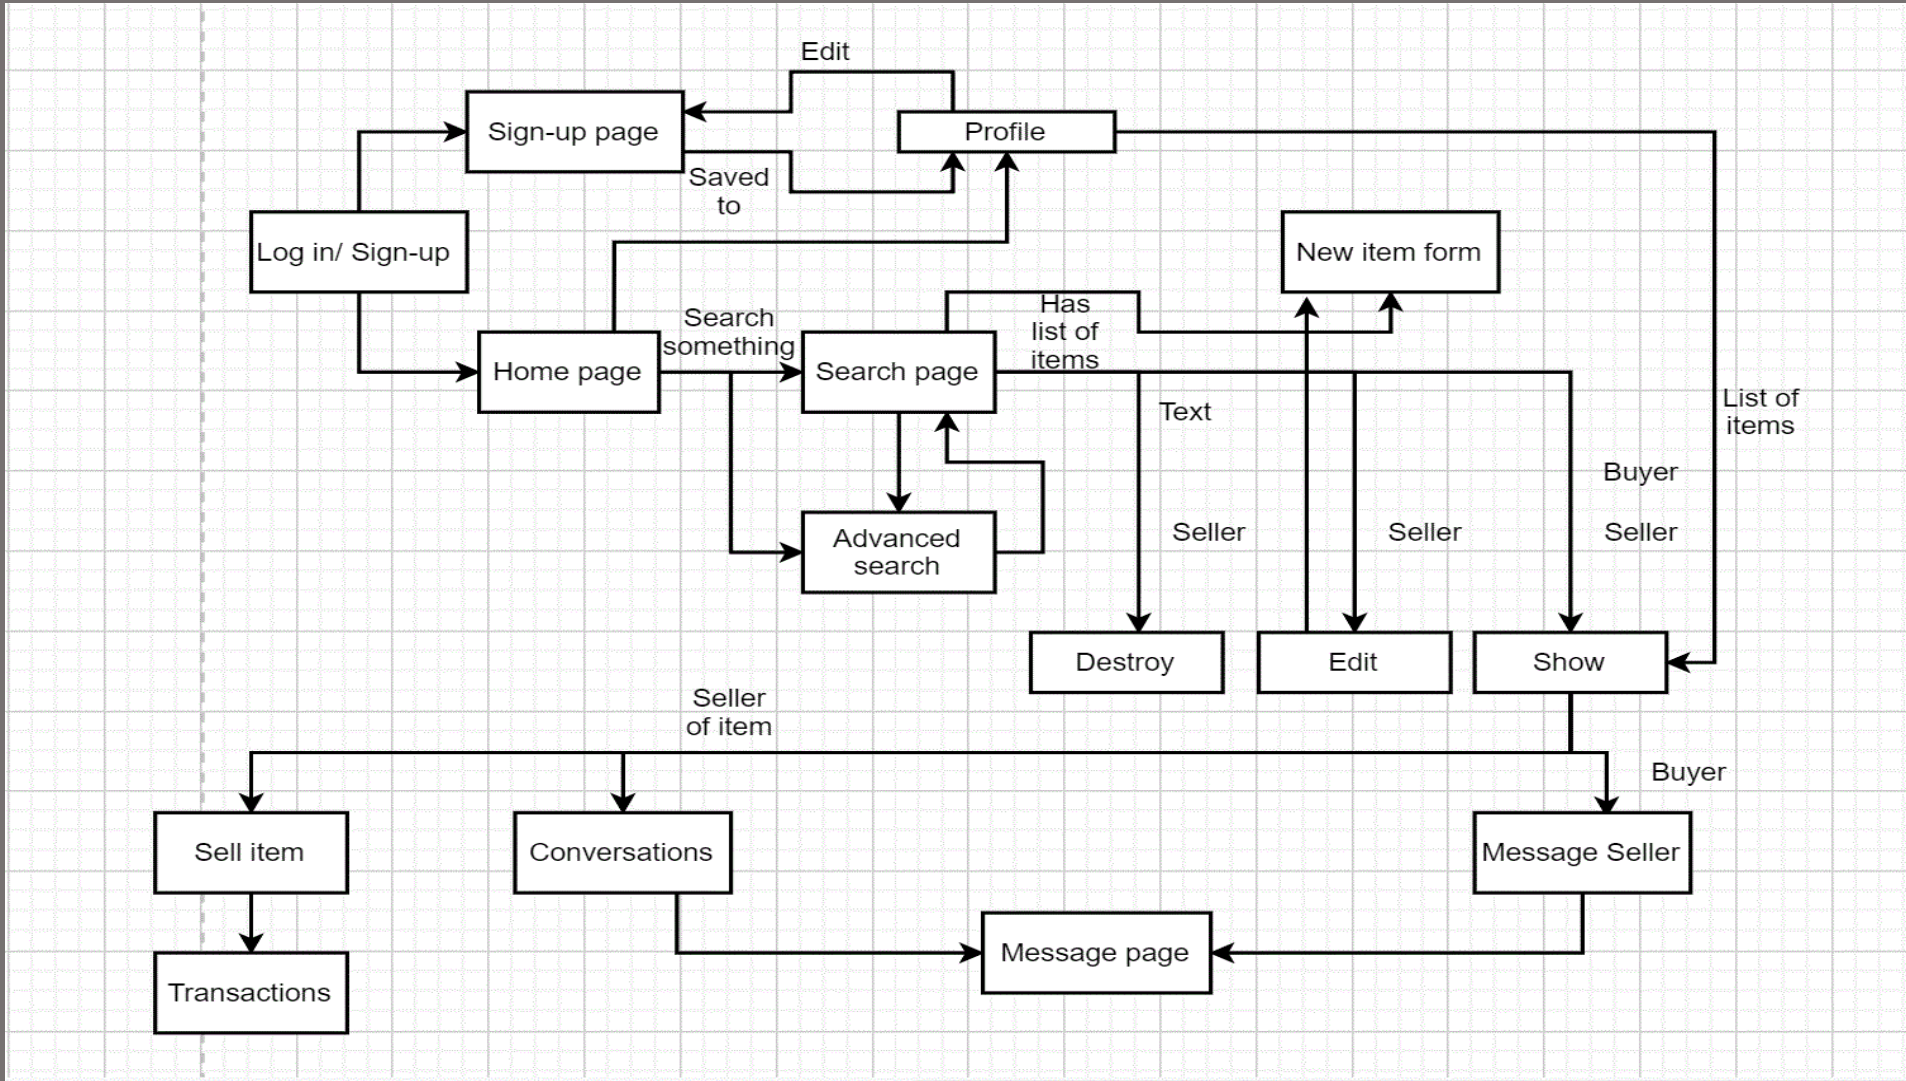 Edit
Sign-up page
Profile
Saved
to
Log in/ Sign-up
New item form
Search
something
Has
list of
items
Home page
Search page
Text
List of
items
Buyer
Seller
Seller
Seller
Advanced
search
Destroy
Edit
Show
Seller
of item
Buyer
Sell item
Conversations
Message Seller
Message page
Transactions